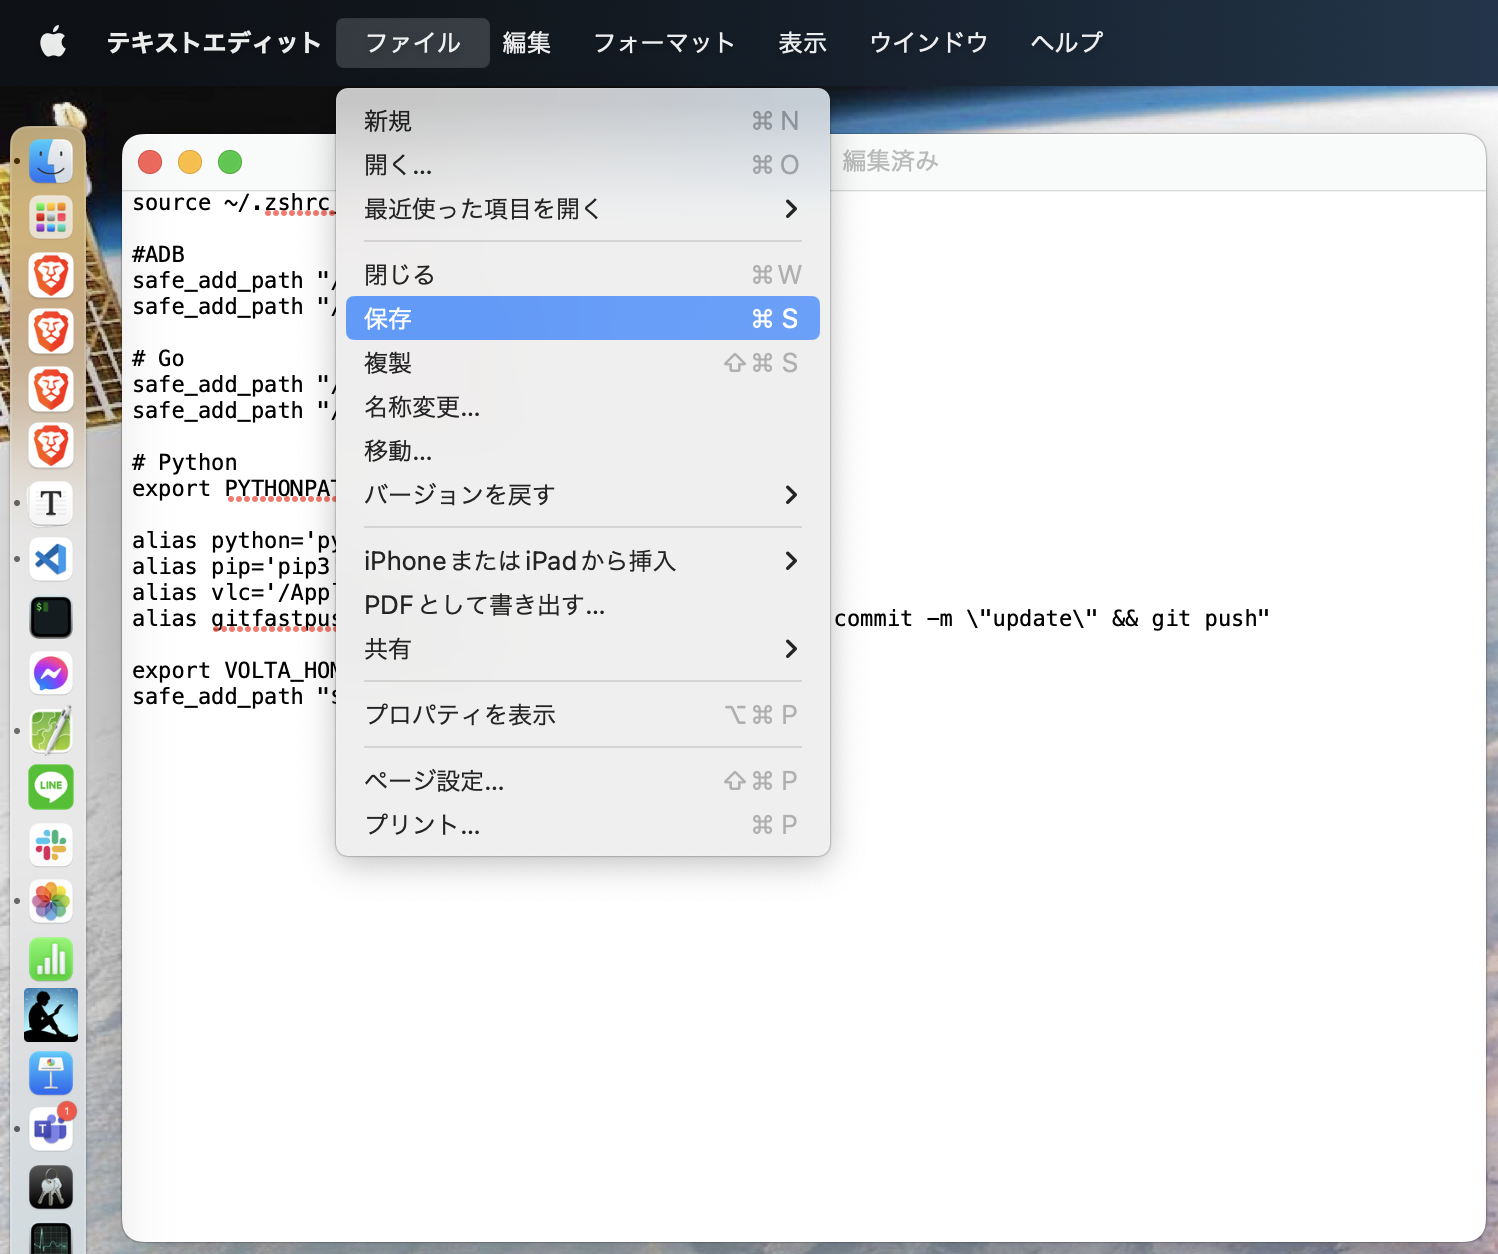 テキストエディット ファイル 編集 フォーマット 表示 ウインドウ ヘルプ
編集済み
新規 ⌘ N
開く... ⌘ O
最近使った項目を開く
閉じる ⌘ W
保存 ⌘ S
複製 ⇧ ⌘ S
名称変更...
移動...
バージョンを戻す
iPhoneまたはiPadから挿入
PDFとして書き出す...
共有
プロパティを表示 ⌥ ⌘ P
ページ設定... ⇧ ⌘ P
プリント... ⌘ P
source ~/.zshrc_
#ADB
safe_add_path "/
safe_add_path "/
# Go
safe_add_path "/
safe_add_path "/
# Python
export PYTHONPAT
alias python='py
alias pip='pip3
alias vlc='/App
alias gitfastpus commit -m \"update\" && git push"
export VOLTA_HOM
safe_add_path "$
T
$
LINE
T
1